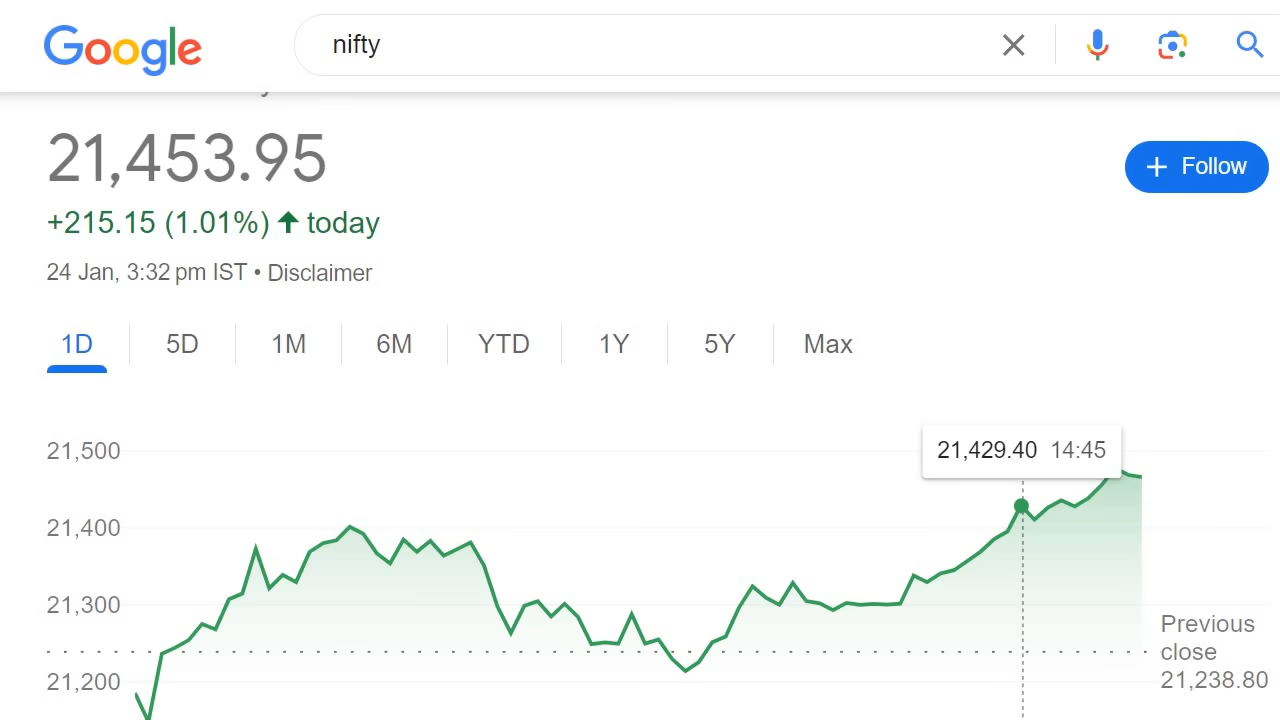 Google
nifty
21,453.95
+ Follow
+215.15 (1.01%) ↑ today
24 Jan, 3:32 pm IST • Disclaimer
1D 5D 1M 6M YTD 1Y 5Y Max
21,500
21,429.40 14:45
21,400
21,300
Previous
close
21,238.80
21,200